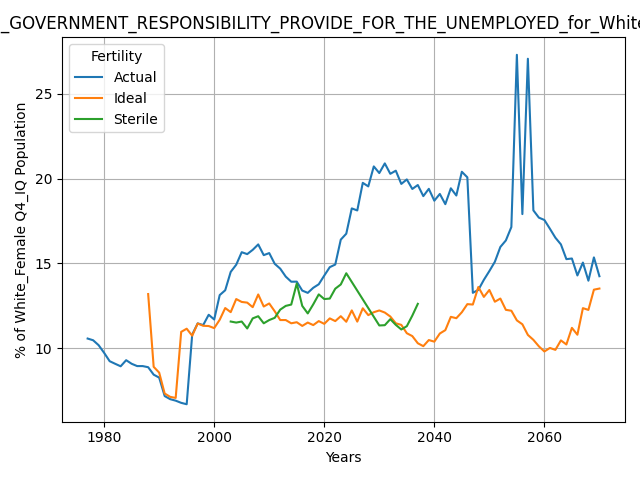 _GOVERNMENT_RESPONSIBILITY_PROVIDE_FOR_THE_UNEMPLOYED_for_White
Fertility
Actual
Ideal
Sterile
% of White_Female Q4_IQ Population
25
20
15
10
1980
2000
2020
2040
2060
Years